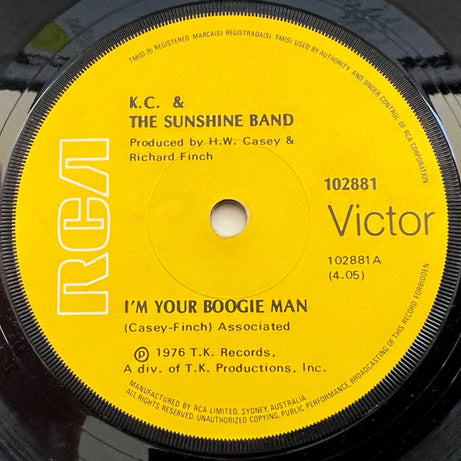 TM(S) ® REGISTERED MARCA(S) REGISTRADA(S). TM(S) USED BY AUTHORITY AND UNDER CONTROL OF RCA CORPORATION.
K.C. &
THE SUNSHINE BAND
Produced by H.W. Casey &
Richard Finch
RCA
102881
Victor
102881A
(4.05)
I'M YOUR BOOGIE MAN
(Casey-Finch) Associated
℗ 1976 T.K. Records,
A div. of T.K. Productions, Inc.
MANUFACTURED BY RCA LIMITED, SYDNEY, AUSTRALIA
ALL RIGHTS RESERVED. UNAUTHORIZED COPYING, PUBLIC PERFORMANCE, BROADCASTING OF THIS RECORD FORBIDDEN.